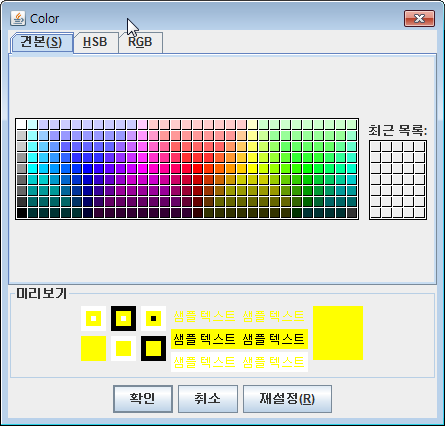 Color
견본(S) HSB RGB
최근 목록:
미리보기
샘플 텍스트 샘플 텍스트
샘플 텍스트 샘플 텍스트
샘플 텍스트 샘플 텍스트
확인 취소 재설정(R)